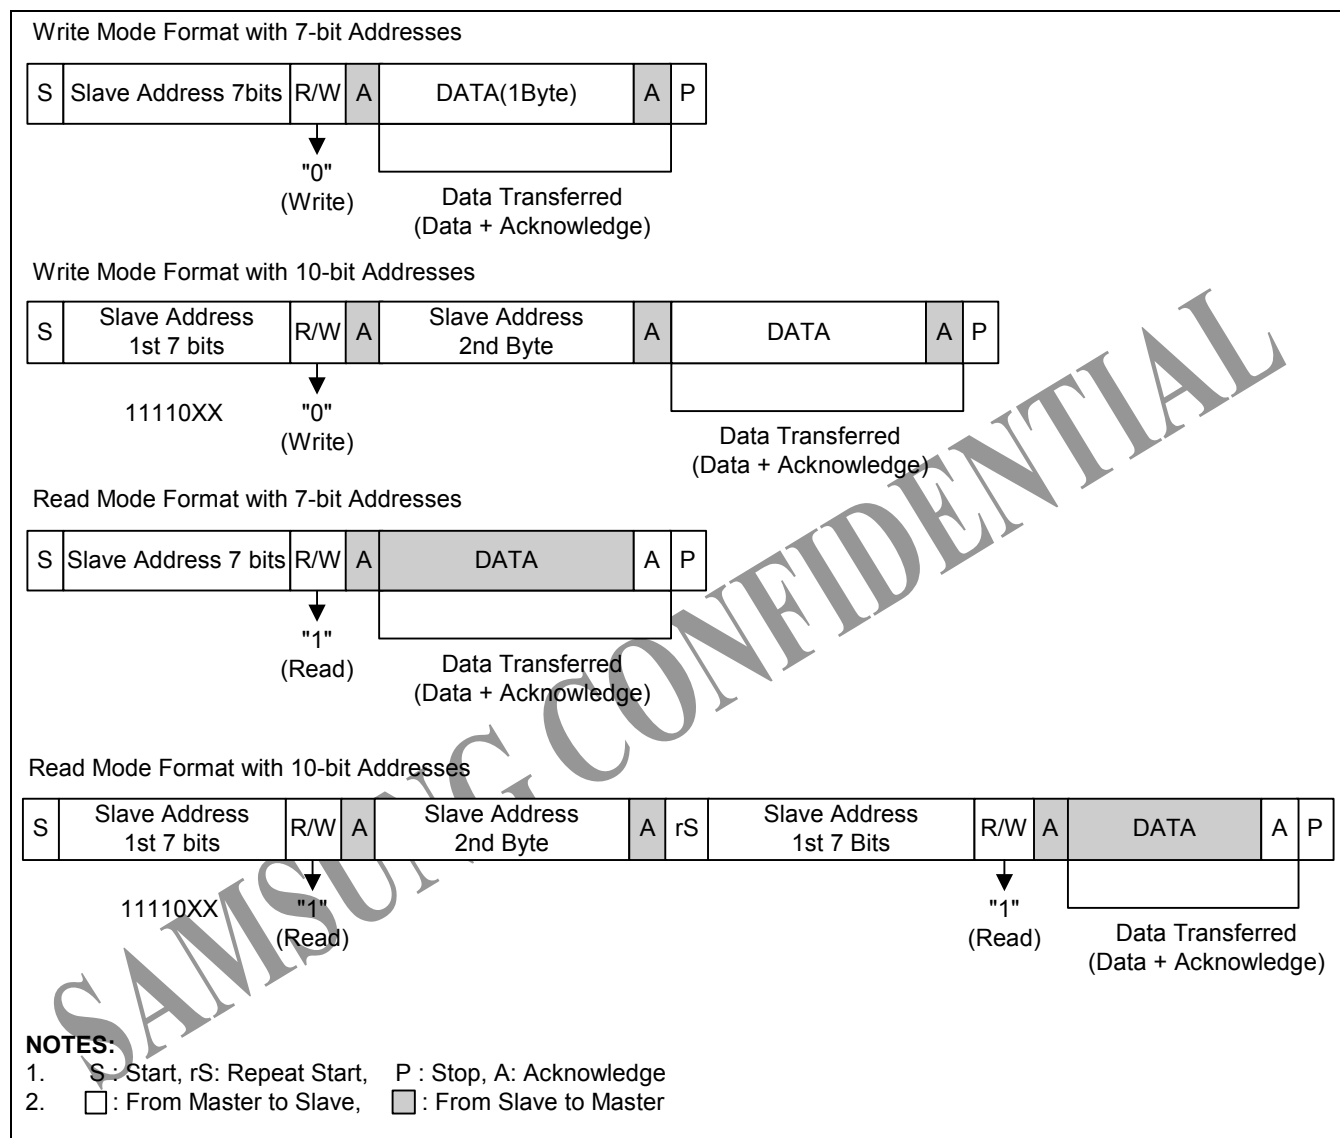 Write Mode Format with 7-bit Addresses
S Slave Address 7bits R/W A DATA(1Byte) A P
"0"
(Write)
Data Transferred
(Data + Acknowledge)
Write Mode Format with 10-bit Addresses
S Slave Address 1st 7 bits R/W A Slave Address 2nd Byte A DATA A P
11110XX "0"
(Write)
Data Transferred
(Data + Acknowledge)
Read Mode Format with 7-bit Addresses
S Slave Address 7 bits R/W A DATA A P
"1"
(Read)
Data Transferred
(Data + Acknowledge)
Read Mode Format with 10-bit Addresses
S Slave Address 1st 7 bits R/W A Slave Address 2nd Byte A rS Slave Address 1st 7 Bits R/W A DATA A P
11110XX "1" "1"
(Read) (Read)
Data Transferred
(Data + Acknowledge)
NOTES:
1. S : Start, rS: Repeat Start, P : Stop, A: Acknowledge
2. : From Master to Slave, : From Slave to Master
SAMSUNG CONFIDENTIAL